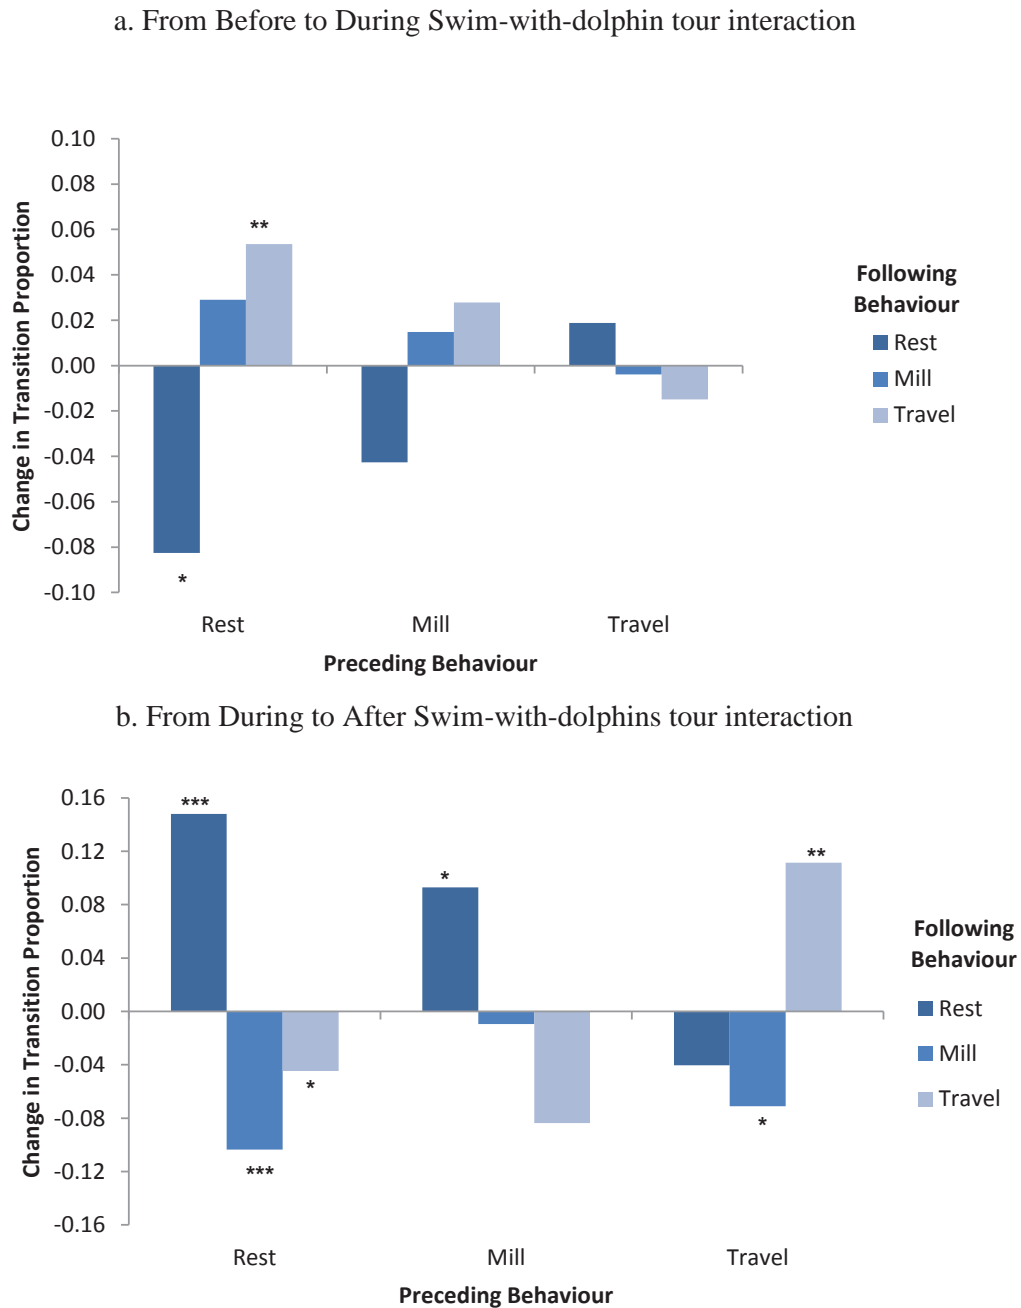 a. From Before to During Swim-with-dolphin tour interaction
0.10
0.08
0.06
0.04
0.02
0.00
-0.02
-0.04
-0.06
-0.08
-0.10
Change in Transition Proportion
**
*
Rest
Mill
Travel
Preceding Behaviour
Following
Behaviour
Rest
Mill
Travel
b. From During to After Swim-with-dolphins tour interaction
0.16
0.12
0.08
0.04
0.00
-0.04
-0.08
-0.12
-0.16
Change in Transition Proportion
***
***
*
*
*
**
Rest
Mill
Travel
Preceding Behaviour
Following
Behaviour
Rest
Mill
Travel